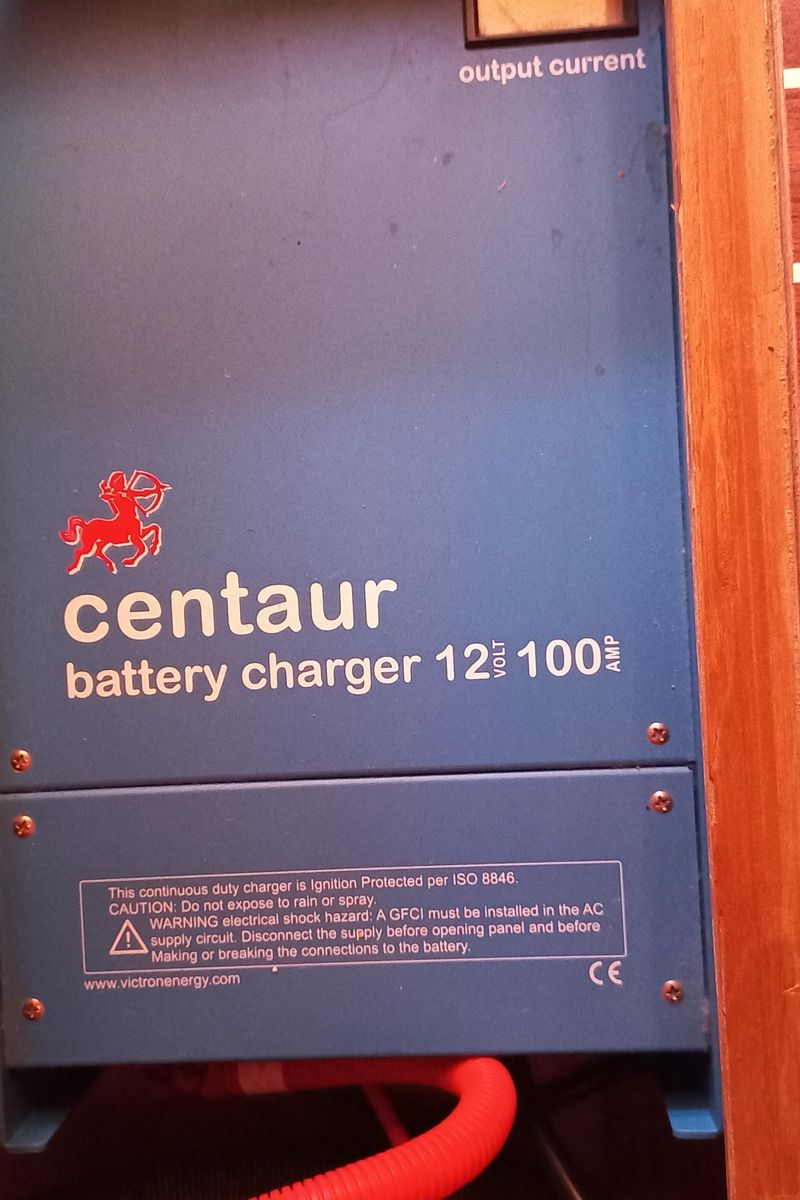 output current
centaur
battery charger 12 VOLT 100 AMP
This continuous duty charger is Ignition Protected per ISO 8846.
CAUTION: Do not expose to rain or spray.
WARNING electrical shock hazard: A GFCI must be installed in the AC
supply circuit. Disconnect the supply before opening panel and before
Making or breaking the connections to the battery.
www.victronenergy.com
CE